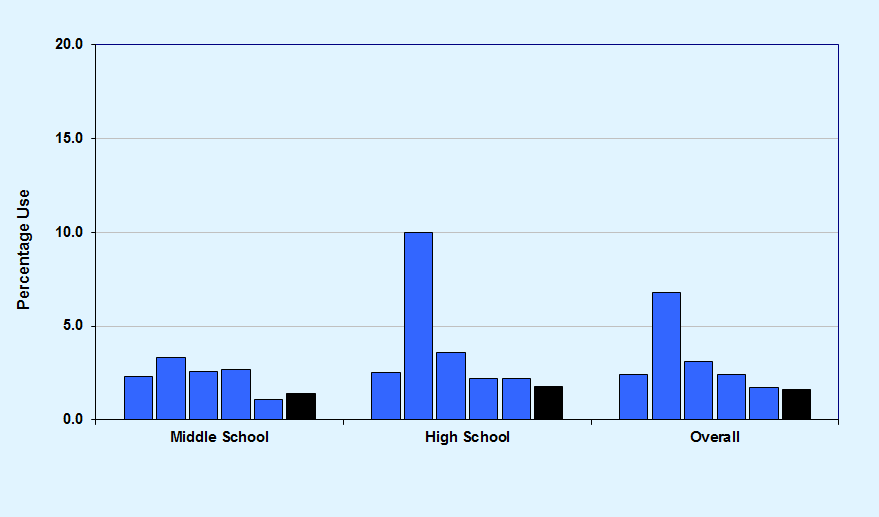 20.0
15.0
10.0
5.0
0.0
Percentage Use
Middle School
High School
Overall